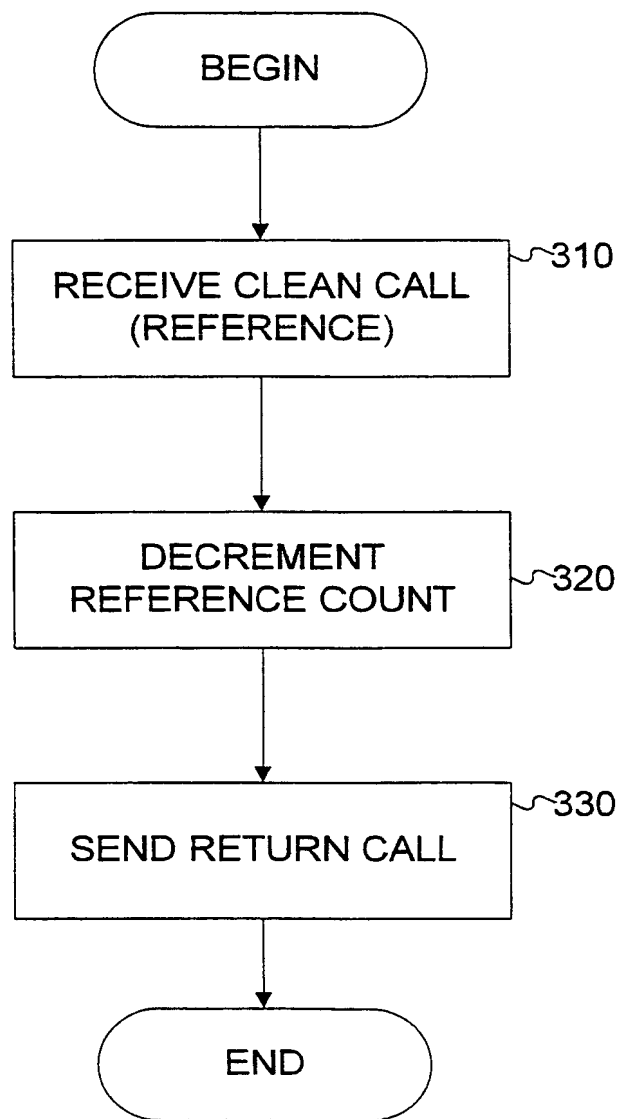 BEGIN
310
RECEIVE CLEAN CALL
(REFERENCE)
DECREMENT
REFERENCE COUNT
320
330
SEND RETURN CALL
END